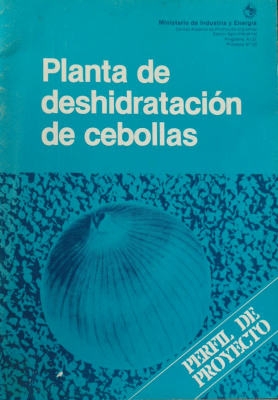 Ministerio de Industria y Energía
Planta de
deshidratación
de cebollas
PERFIL DE
PROYECTO